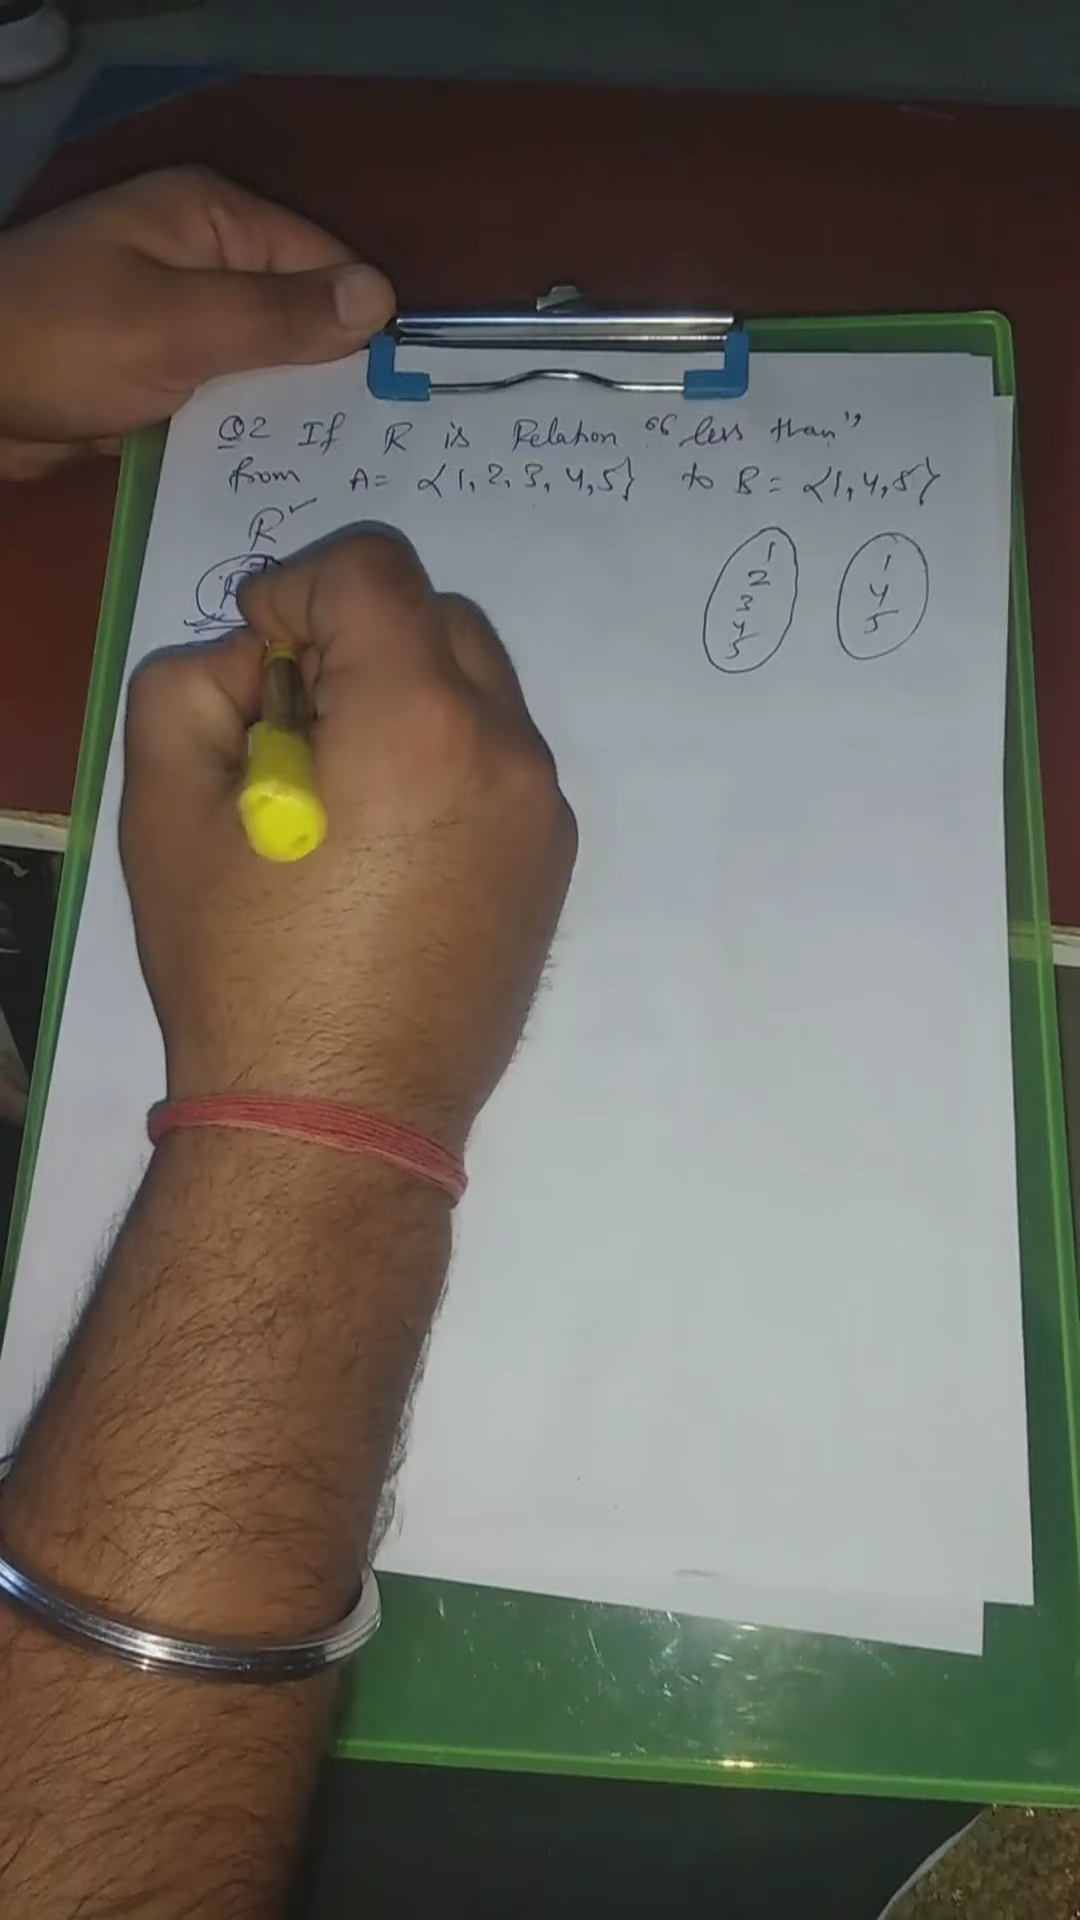 Q2 If R is Relation "less than"
from A = {1, 2, 3, 4, 5} to B = {1, 4, 5}
R ✓
R
1
2
3
4
5
1
4
5